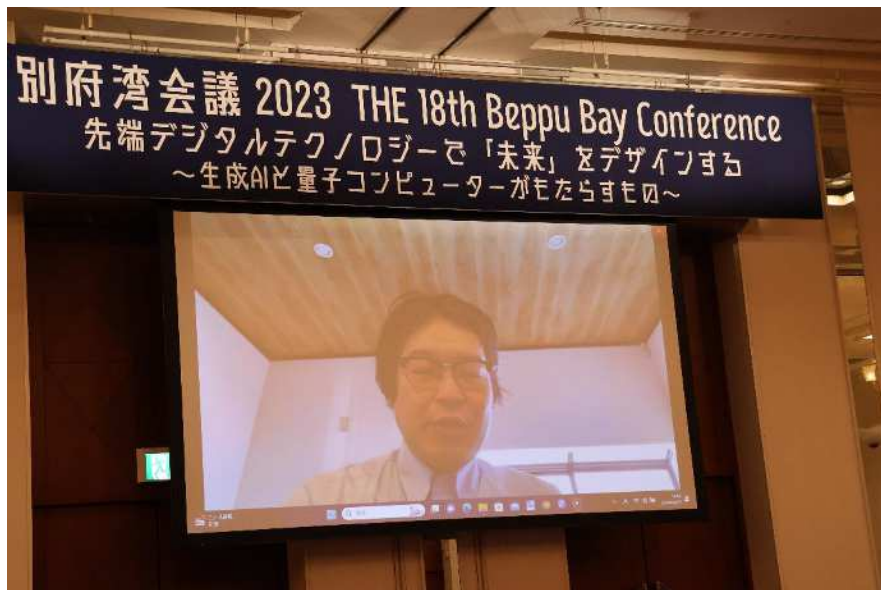 別府湾会議 2023 THE 18th Beppu Bay Conference
先端デジタルテクノロジーで「未来」をデザインする
～生成AIと量子コンピューターがもたらすもの～